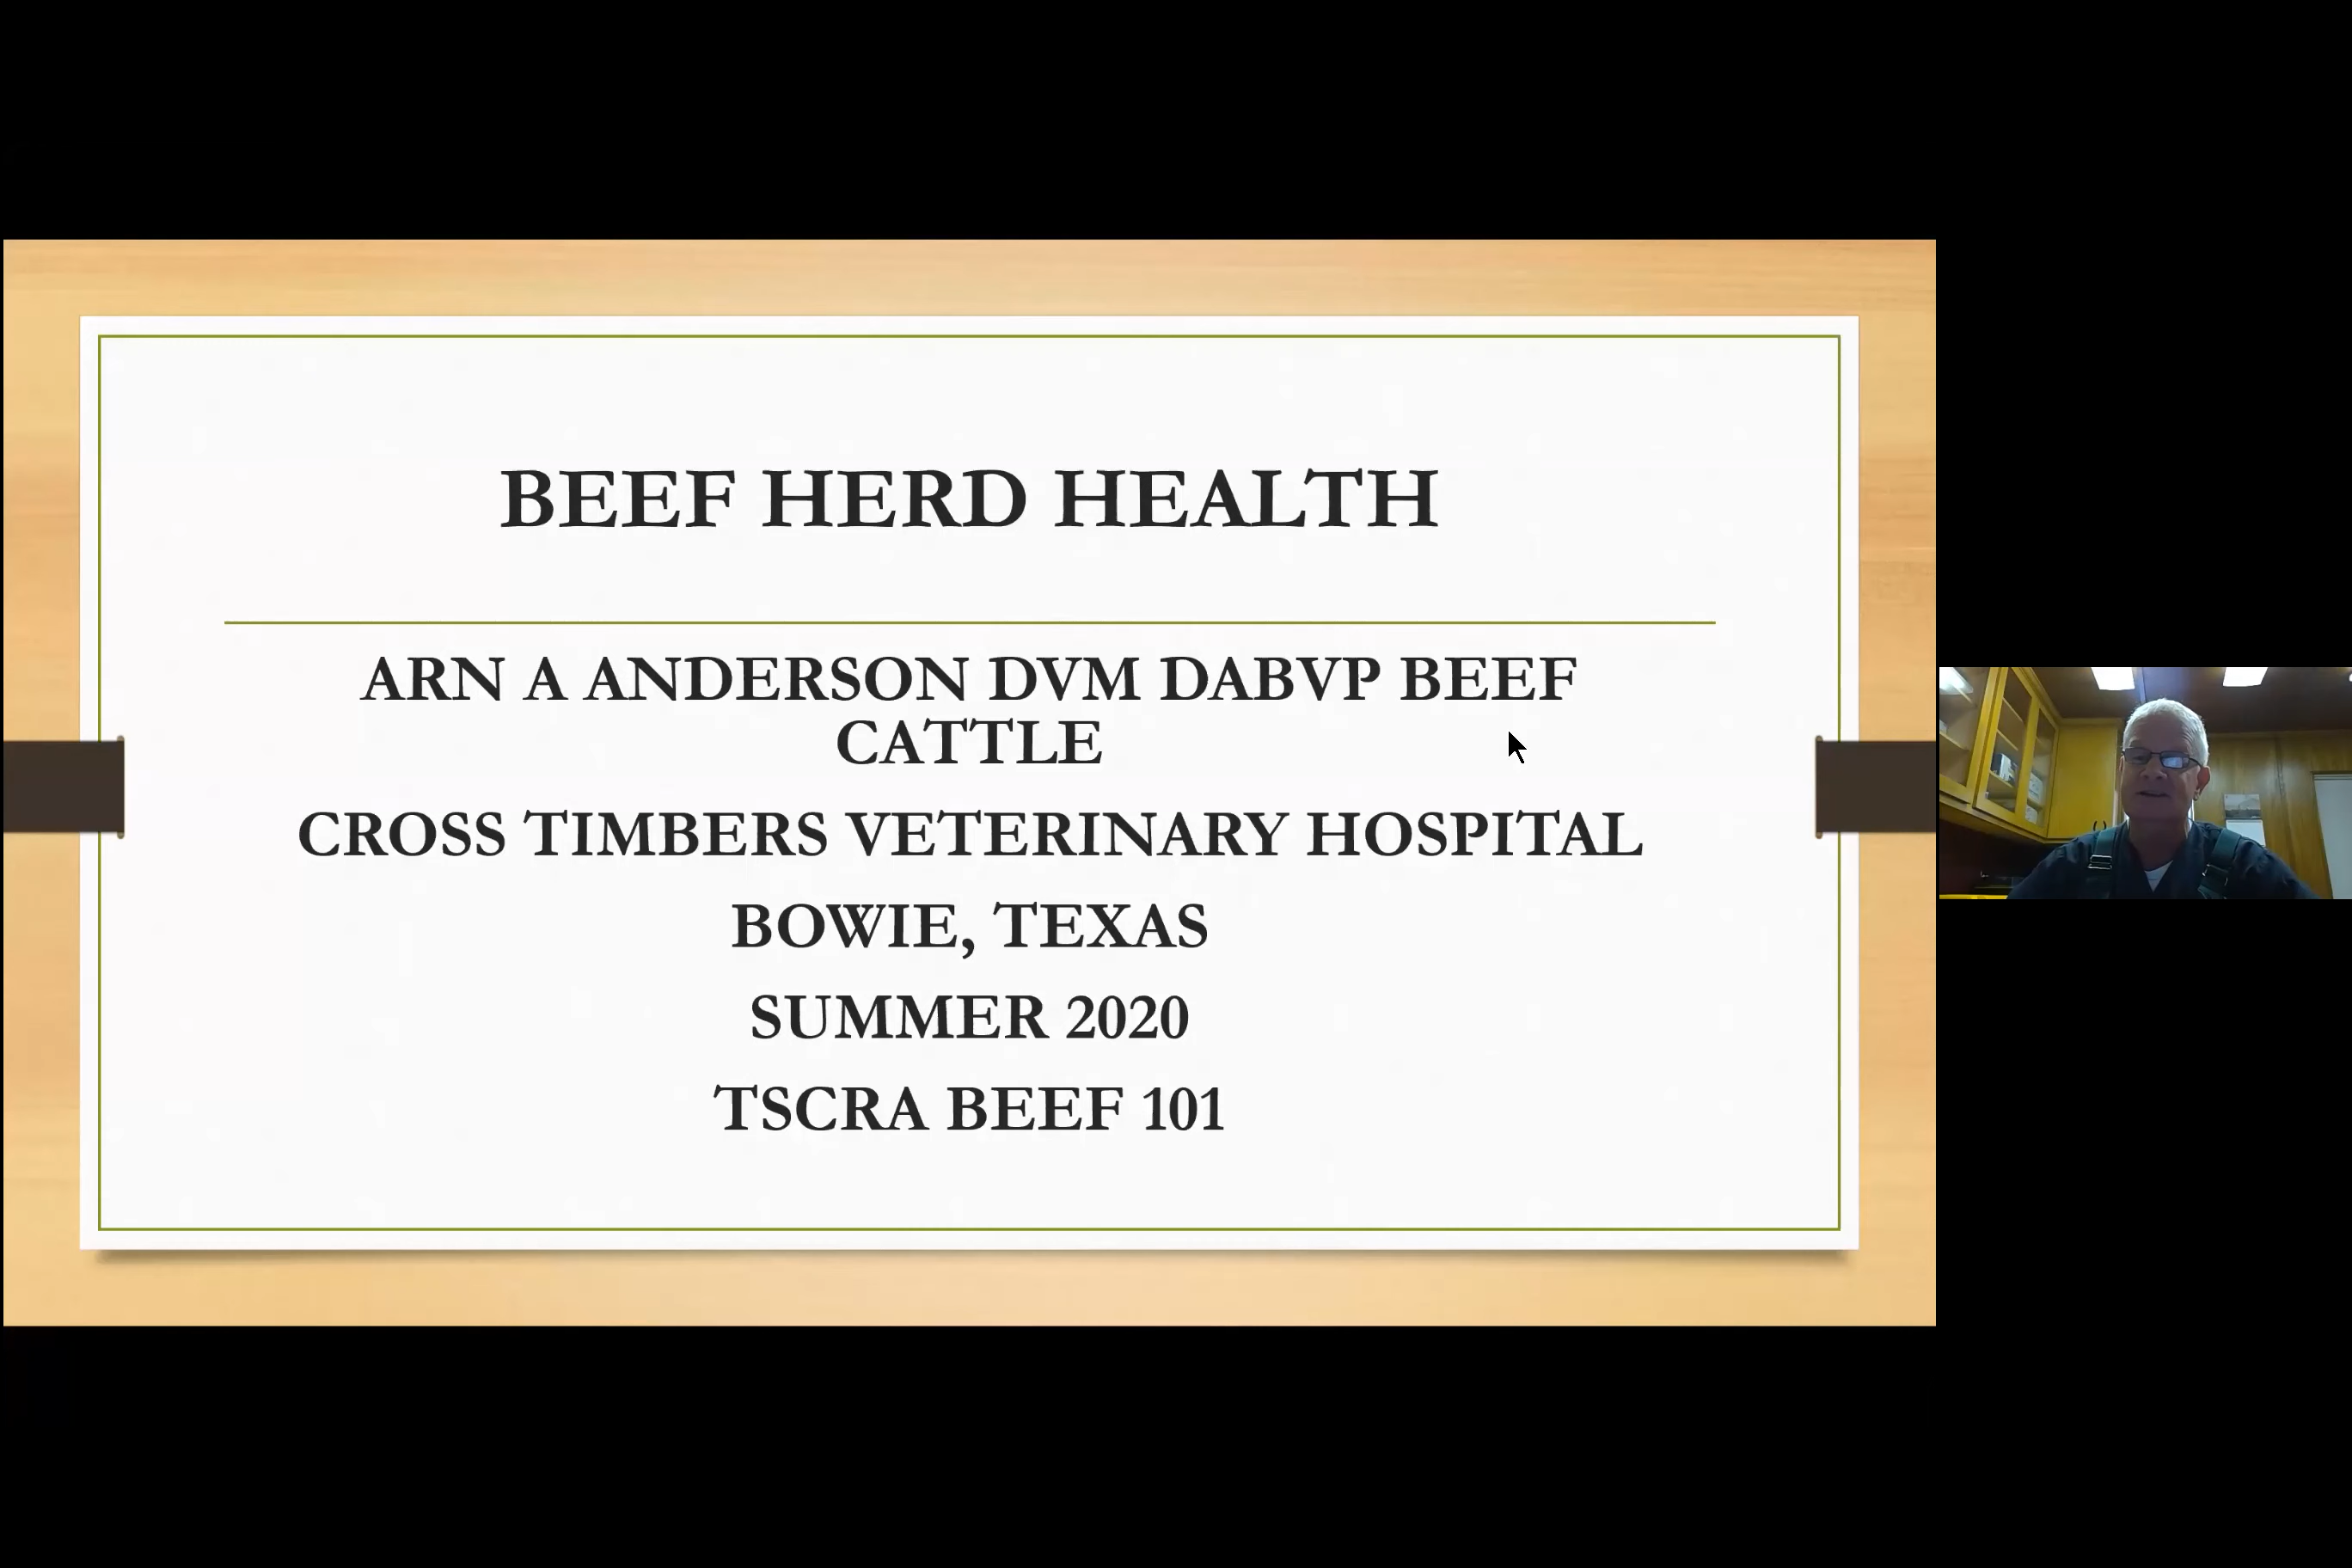 BEEF HERD HEALTH
ARN A ANDERSON DVM DABVP BEEF
CATTLE
CROSS TIMBERS VETERINARY HOSPITAL
BOWIE, TEXAS
SUMMER 2020
TSCRA BEEF 101